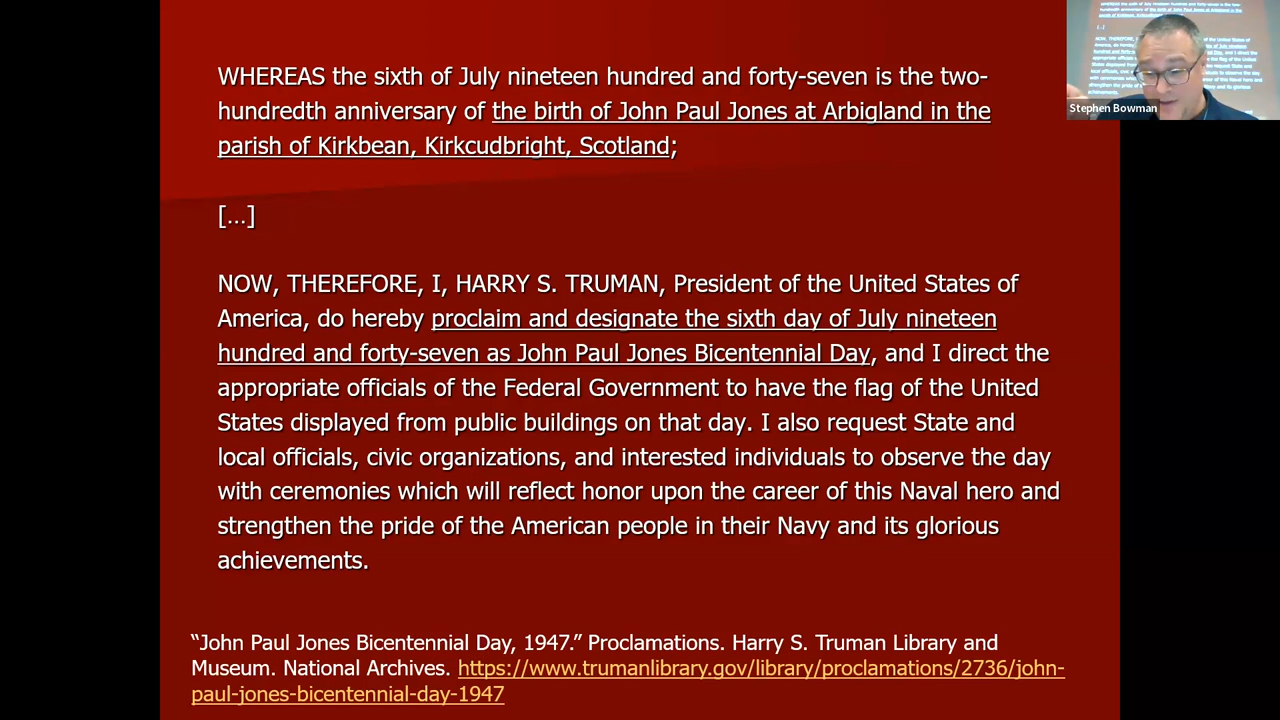 WHEREAS the sixth of July nineteen hundred and forty-seven is the two-
hundredth anniversary of the birth of John Paul Jones at Arbigland in the
parish of Kirkbean, Kirkcudbright, Scotland;
[...]
NOW, THEREFORE, I, HARRY S. TRUMAN, President of the United States of
America, do hereby proclaim and designate the sixth day of July nineteen
hundred and forty-seven as John Paul Jones Bicentennial Day, and I direct the
appropriate officials of the Federal Government to have the flag of the United
States displayed from public buildings on that day. I also request State and
local officials, civic organizations, and interested individuals to observe the day
with ceremonies which will reflect honor upon the career of this Naval hero and
strengthen the pride of the American people in their Navy and its glorious
achievements.
“John Paul Jones Bicentennial Day, 1947.” Proclamations. Harry S. Truman Library and
Museum. National Archives. https://www.trumanlibrary.gov/library/proclamations/2736/john-
paul-jones-bicentennial-day-1947
Stephen Bowman